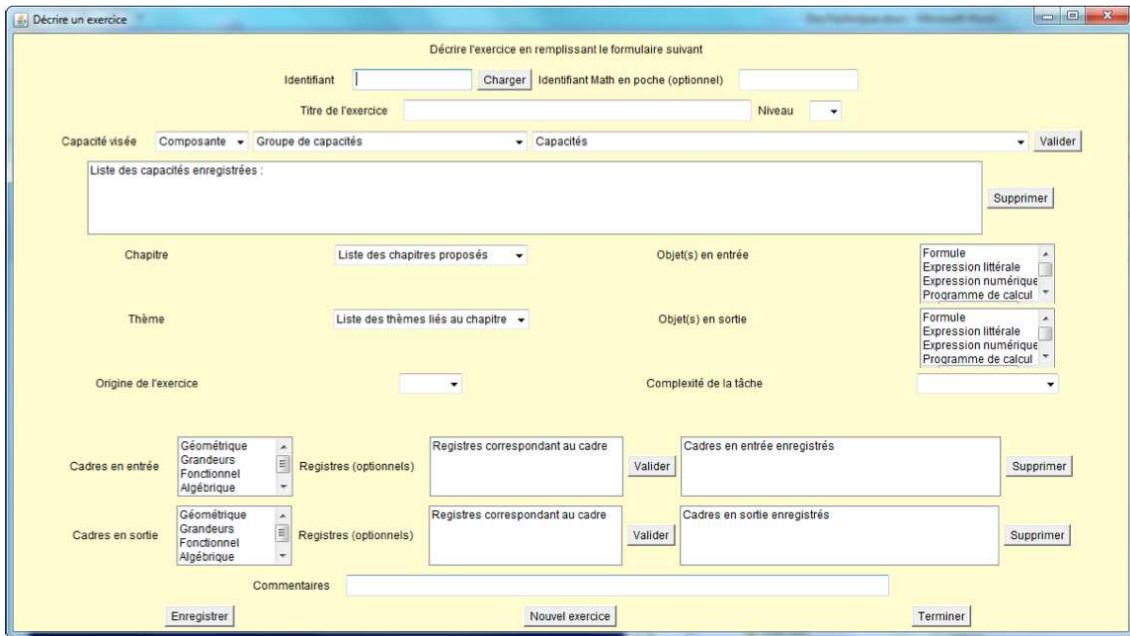 Décrire un exercice
Décrire l'exercice en remplissant le formulaire suivant
Identifiant Charger Identifiant Math en poche (optionnel)
Titre de l'exercice Niveau
Capacité visée Composante Groupe de capacités Capacités Valider
Liste des capacités enregistrées :
Supprimer
Chapitre Liste des chapitres proposés Objet(s) en entrée
Formule
Expression littérale
Expression numérique
Programme de calcul
Thème Liste des thèmes liés au chapitre Objet(s) en sortie
Formule
Expression littérale
Expression numérique
Programme de calcul
Origine de l'exercice Complexité de la tâche
Cadres en entrée
Géométrique
Grandeurs
Fonctionnel
Algébrique
Registres (optionnels) Registres correspondant au cadre Valider Cadres en entrée enregistrés Supprimer
Cadres en sortie
Géométrique
Grandeurs
Fonctionnel
Algébrique
Registres (optionnels) Registres correspondant au cadre Valider Cadres en sortie enregistrés Supprimer
Commentaires
Enregistrer Nouvel exercice Terminer